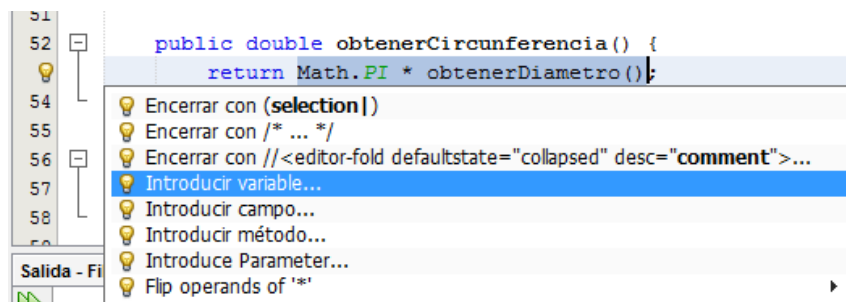 51
52 public double obtenerCircunferencia() {
return Math.PI * obtenerDiametro();
54 Encerrar con (selection|)
55 Encerrar con /* ... */
56 Encerrar con //<editor-fold defaultstate="collapsed" desc="comment">...
57 Introducir variable...
58 Introducir campo...
Introducir método...
Salida - Fi Introduce Parameter...
Flip operands of '*'